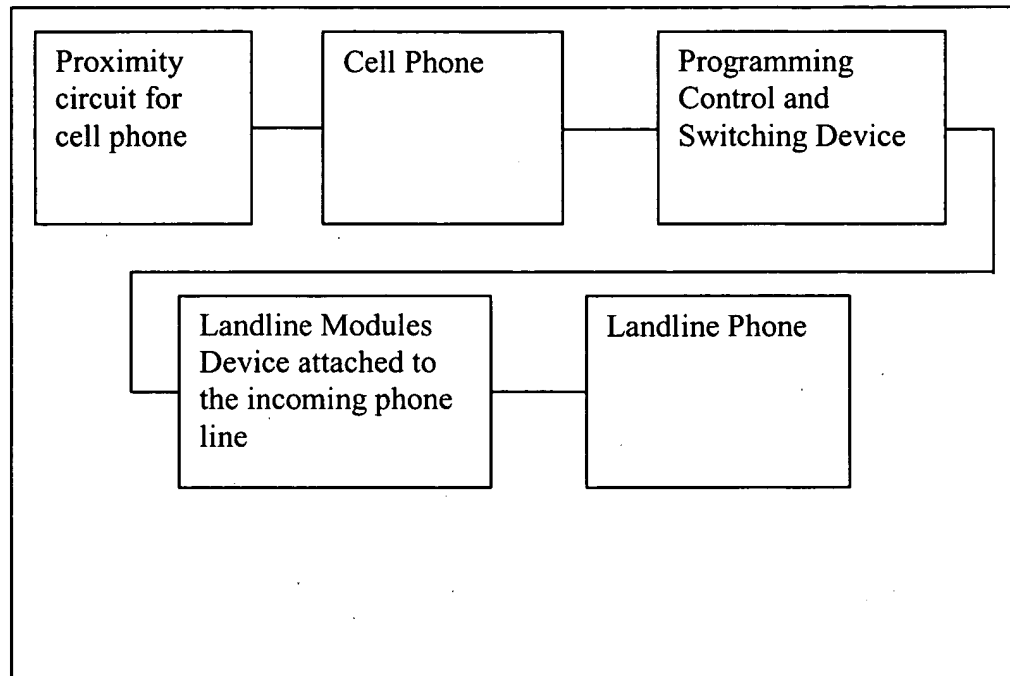 Proximity
circuit for
cell phone
Cell Phone
Programming
Control and
Switching Device
Landline Modules
Device attached to
the incoming phone
line
Landline Phone